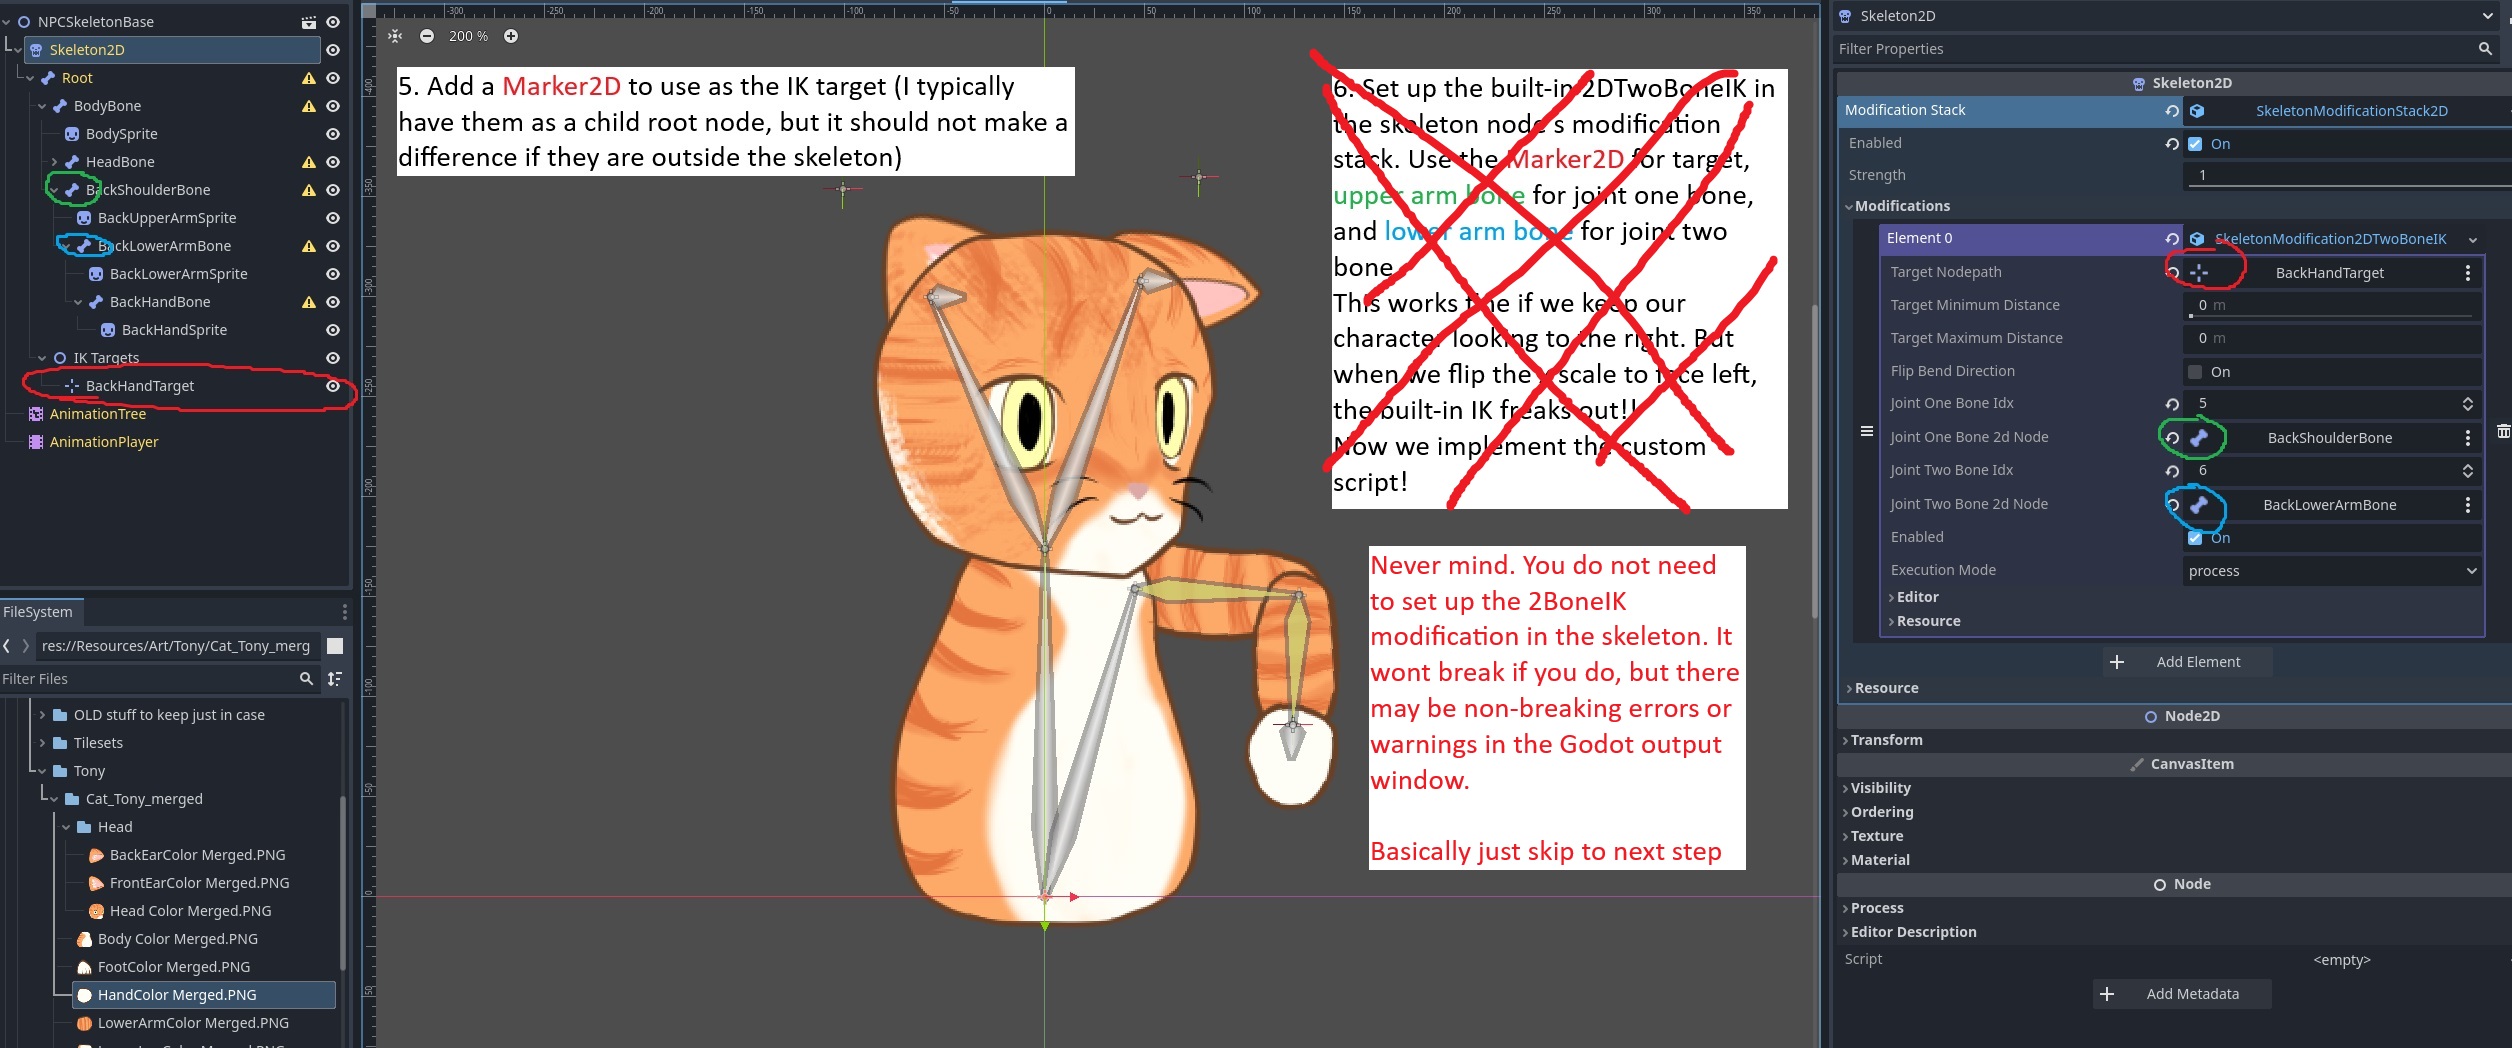 NPCSkeletonBase
Skeleton2D
Root
BodyBone
BodySprite
HeadBone
BackShoulderBone
BackUpperArmSprite
BackLowerArmBone
BackLowerArmSprite
BackHandBone
BackHandSprite
IK Targets
BackHandTarget
AnimationTree
AnimationPlayer
FileSystem
res://Resources/Art/Tony/Cat_Tony_merg
Filter Files
OLD stuff to keep just in case
Tilesets
Tony
Cat_Tony_merged
Head
BackEarColor Merged.PNG
FrontEarColor Merged.PNG
Head Color Merged.PNG
Body Color Merged.PNG
FootColor Merged.PNG
HandColor Merged.PNG
LowerArmColor Merged.PNG
-300 -250 -200 -150 -100 -50 0 50 100 150 200 250 300 350
200 %
5. Add a Marker2D to use as the IK target (I typically
have them as a child root node, but it should not make a
difference if they are outside the skeleton)
6. Set up the built-in 2DTwoBoneIK in
the skeleton node's modification
stack. Use the Marker2D for target,
upper arm bone for joint one bone,
and lower arm bone for joint two
bone.
This works fine if we keep our
character looking to the right. But
when we flip the x scale to face left,
the built-in IK freaks out!!
Now we implement the custom
script!
Never mind. You do not need
to set up the 2BoneIK
modification in the skeleton. It
wont break if you do, but there
may be non-breaking errors or
warnings in the Godot output
window.
Basically just skip to next step
Skeleton2D
Filter Properties
Skeleton2D
Modification Stack
SkeletonModificationStack2D
Enabled
On
Strength
1
Modifications
Element 0
SkeletonModification2DTwoBoneIK
Target Nodepath
BackHandTarget
Target Minimum Distance
0 m
Target Maximum Distance
0 m
Flip Bend Direction
On
Joint One Bone Idx
5
Joint One Bone 2d Node
BackShoulderBone
Joint Two Bone Idx
6
Joint Two Bone 2d Node
BackLowerArmBone
Enabled
On
Execution Mode
process
Editor
Resource
Add Element
Resource
Node2D
Transform
CanvasItem
Visibility
Ordering
Texture
Material
Node
Process
Editor Description
Script
<empty>
Add Metadata